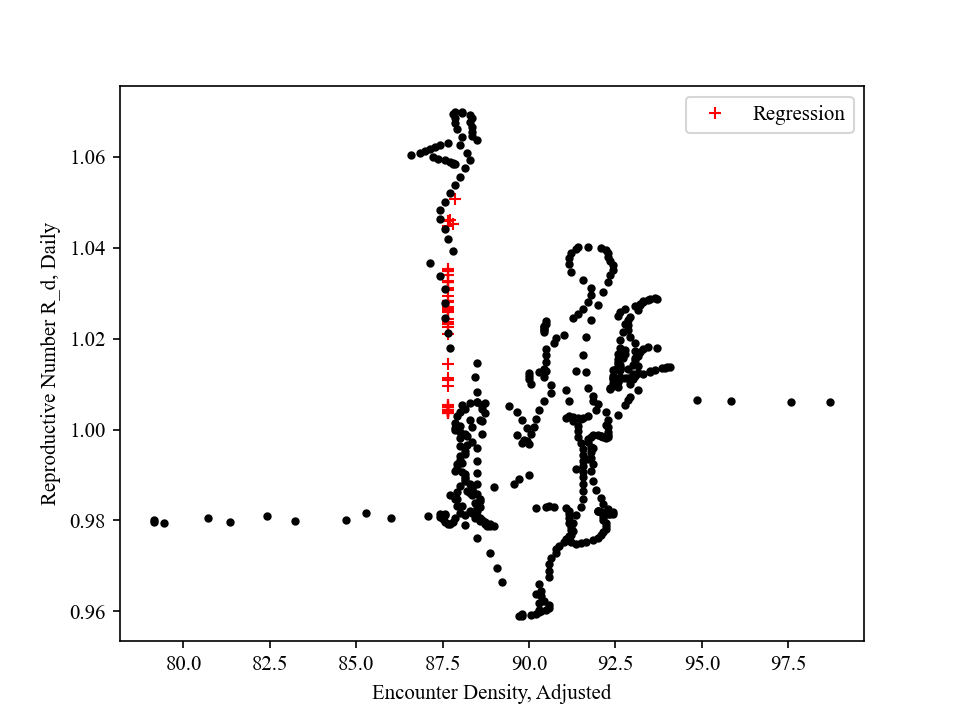 Regression
1.06
1.04
1.02
1.00
0.98
0.96
Reproductive Number R_d, Daily
80.0 82.5 85.0 87.5 90.0 92.5 95.0 97.5
Encounter Density, Adjusted